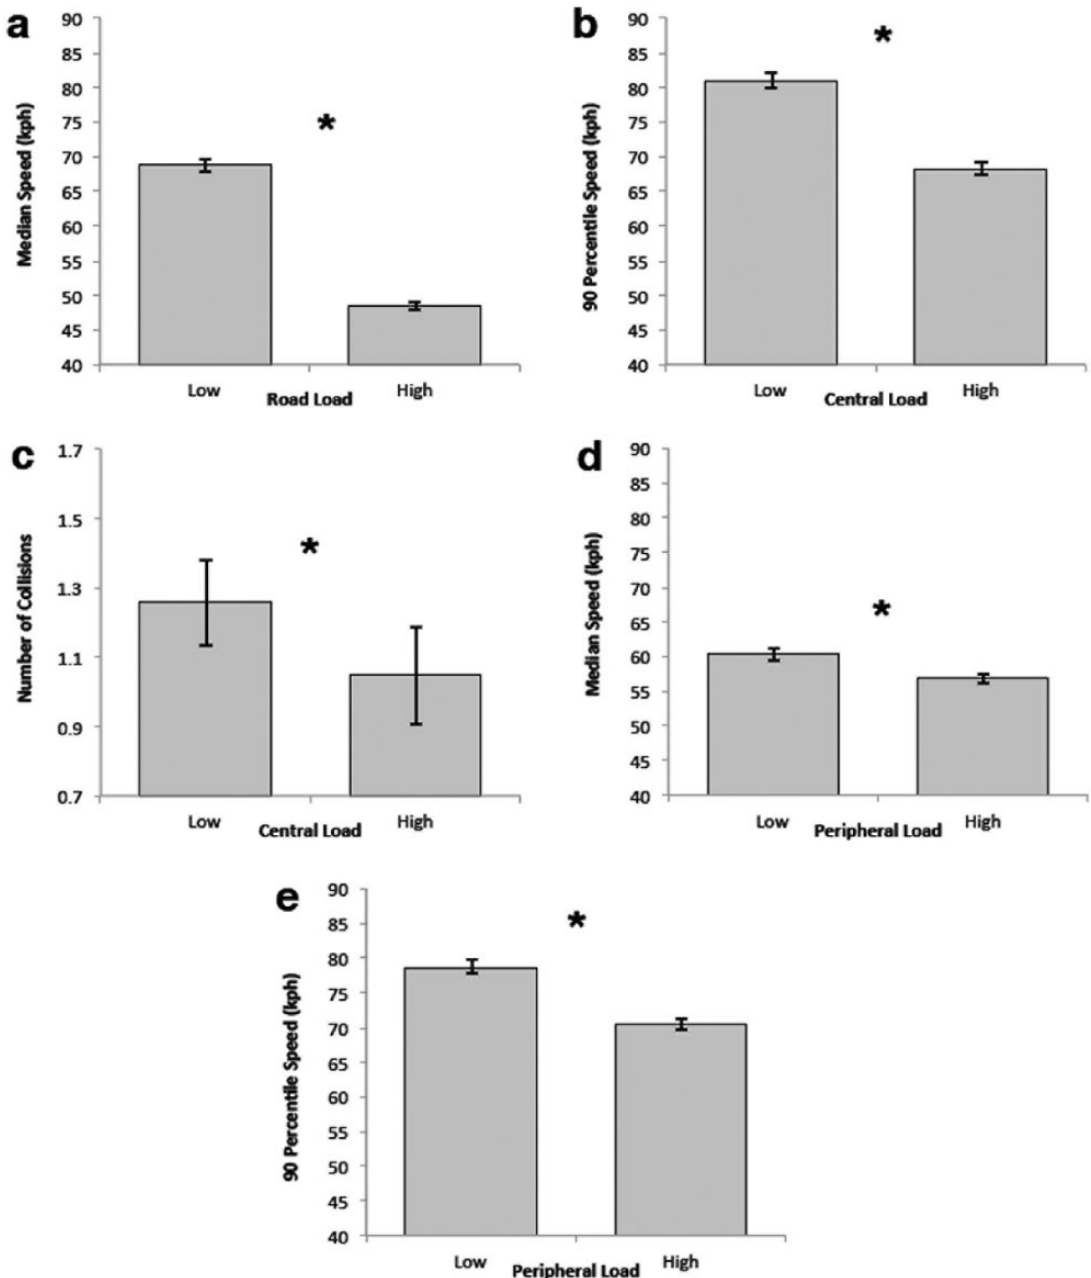 a
90
85
80
75
70
65
60
55
50
45
40
Median Speed (kph)
*
Low
High
Road Load
b
90
85
80
75
70
65
60
55
50
45
40
90 Percentile Speed (kph)
*
Low
High
Central Load
c
1.7
1.5
1.3
1.1
0.9
0.7
Number of Collisions
*
Low
High
Central Load
d
90
85
80
75
70
65
60
55
50
45
40
Median Speed (kph)
*
Low
High
Peripheral Load
e
90
85
80
75
70
65
60
55
50
45
40
90 Percentile Speed (kph)
*
Low
High
Peripheral Load